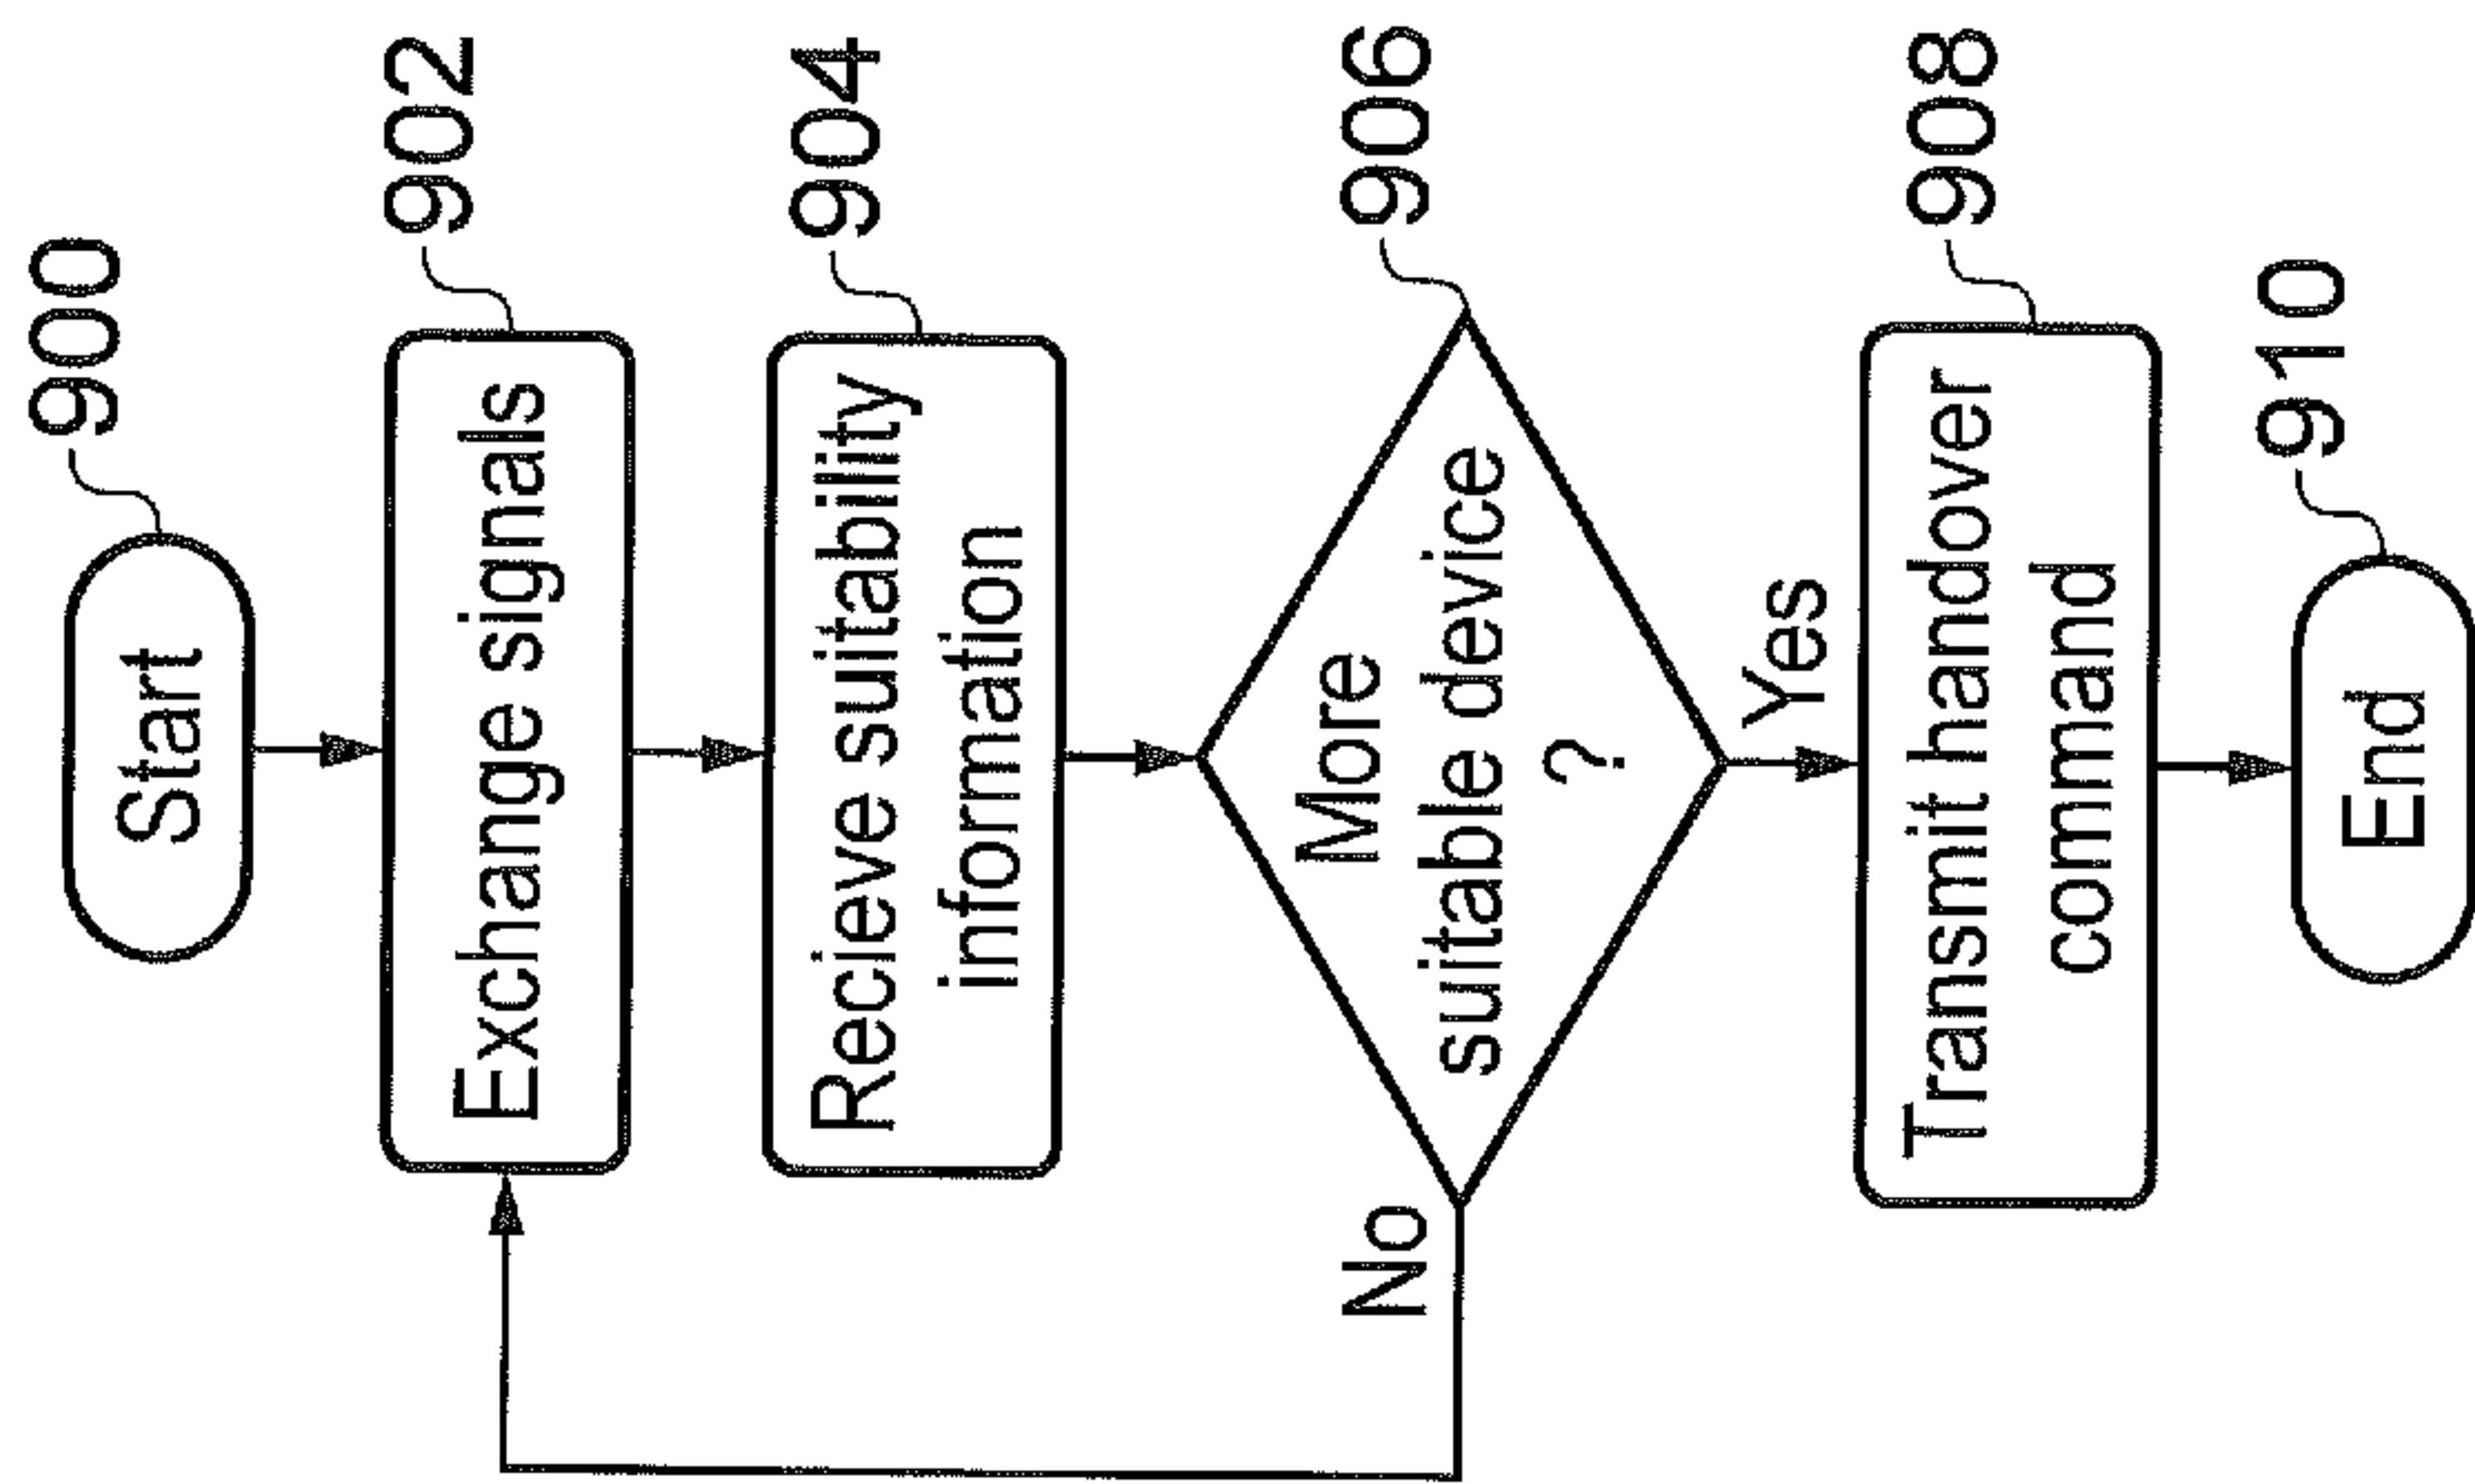 900
Start
902
Exchange signals
904
Recieve suitability
information
906
More
suitable device
?
No
Yes
908
Transmit handover
command
910
End